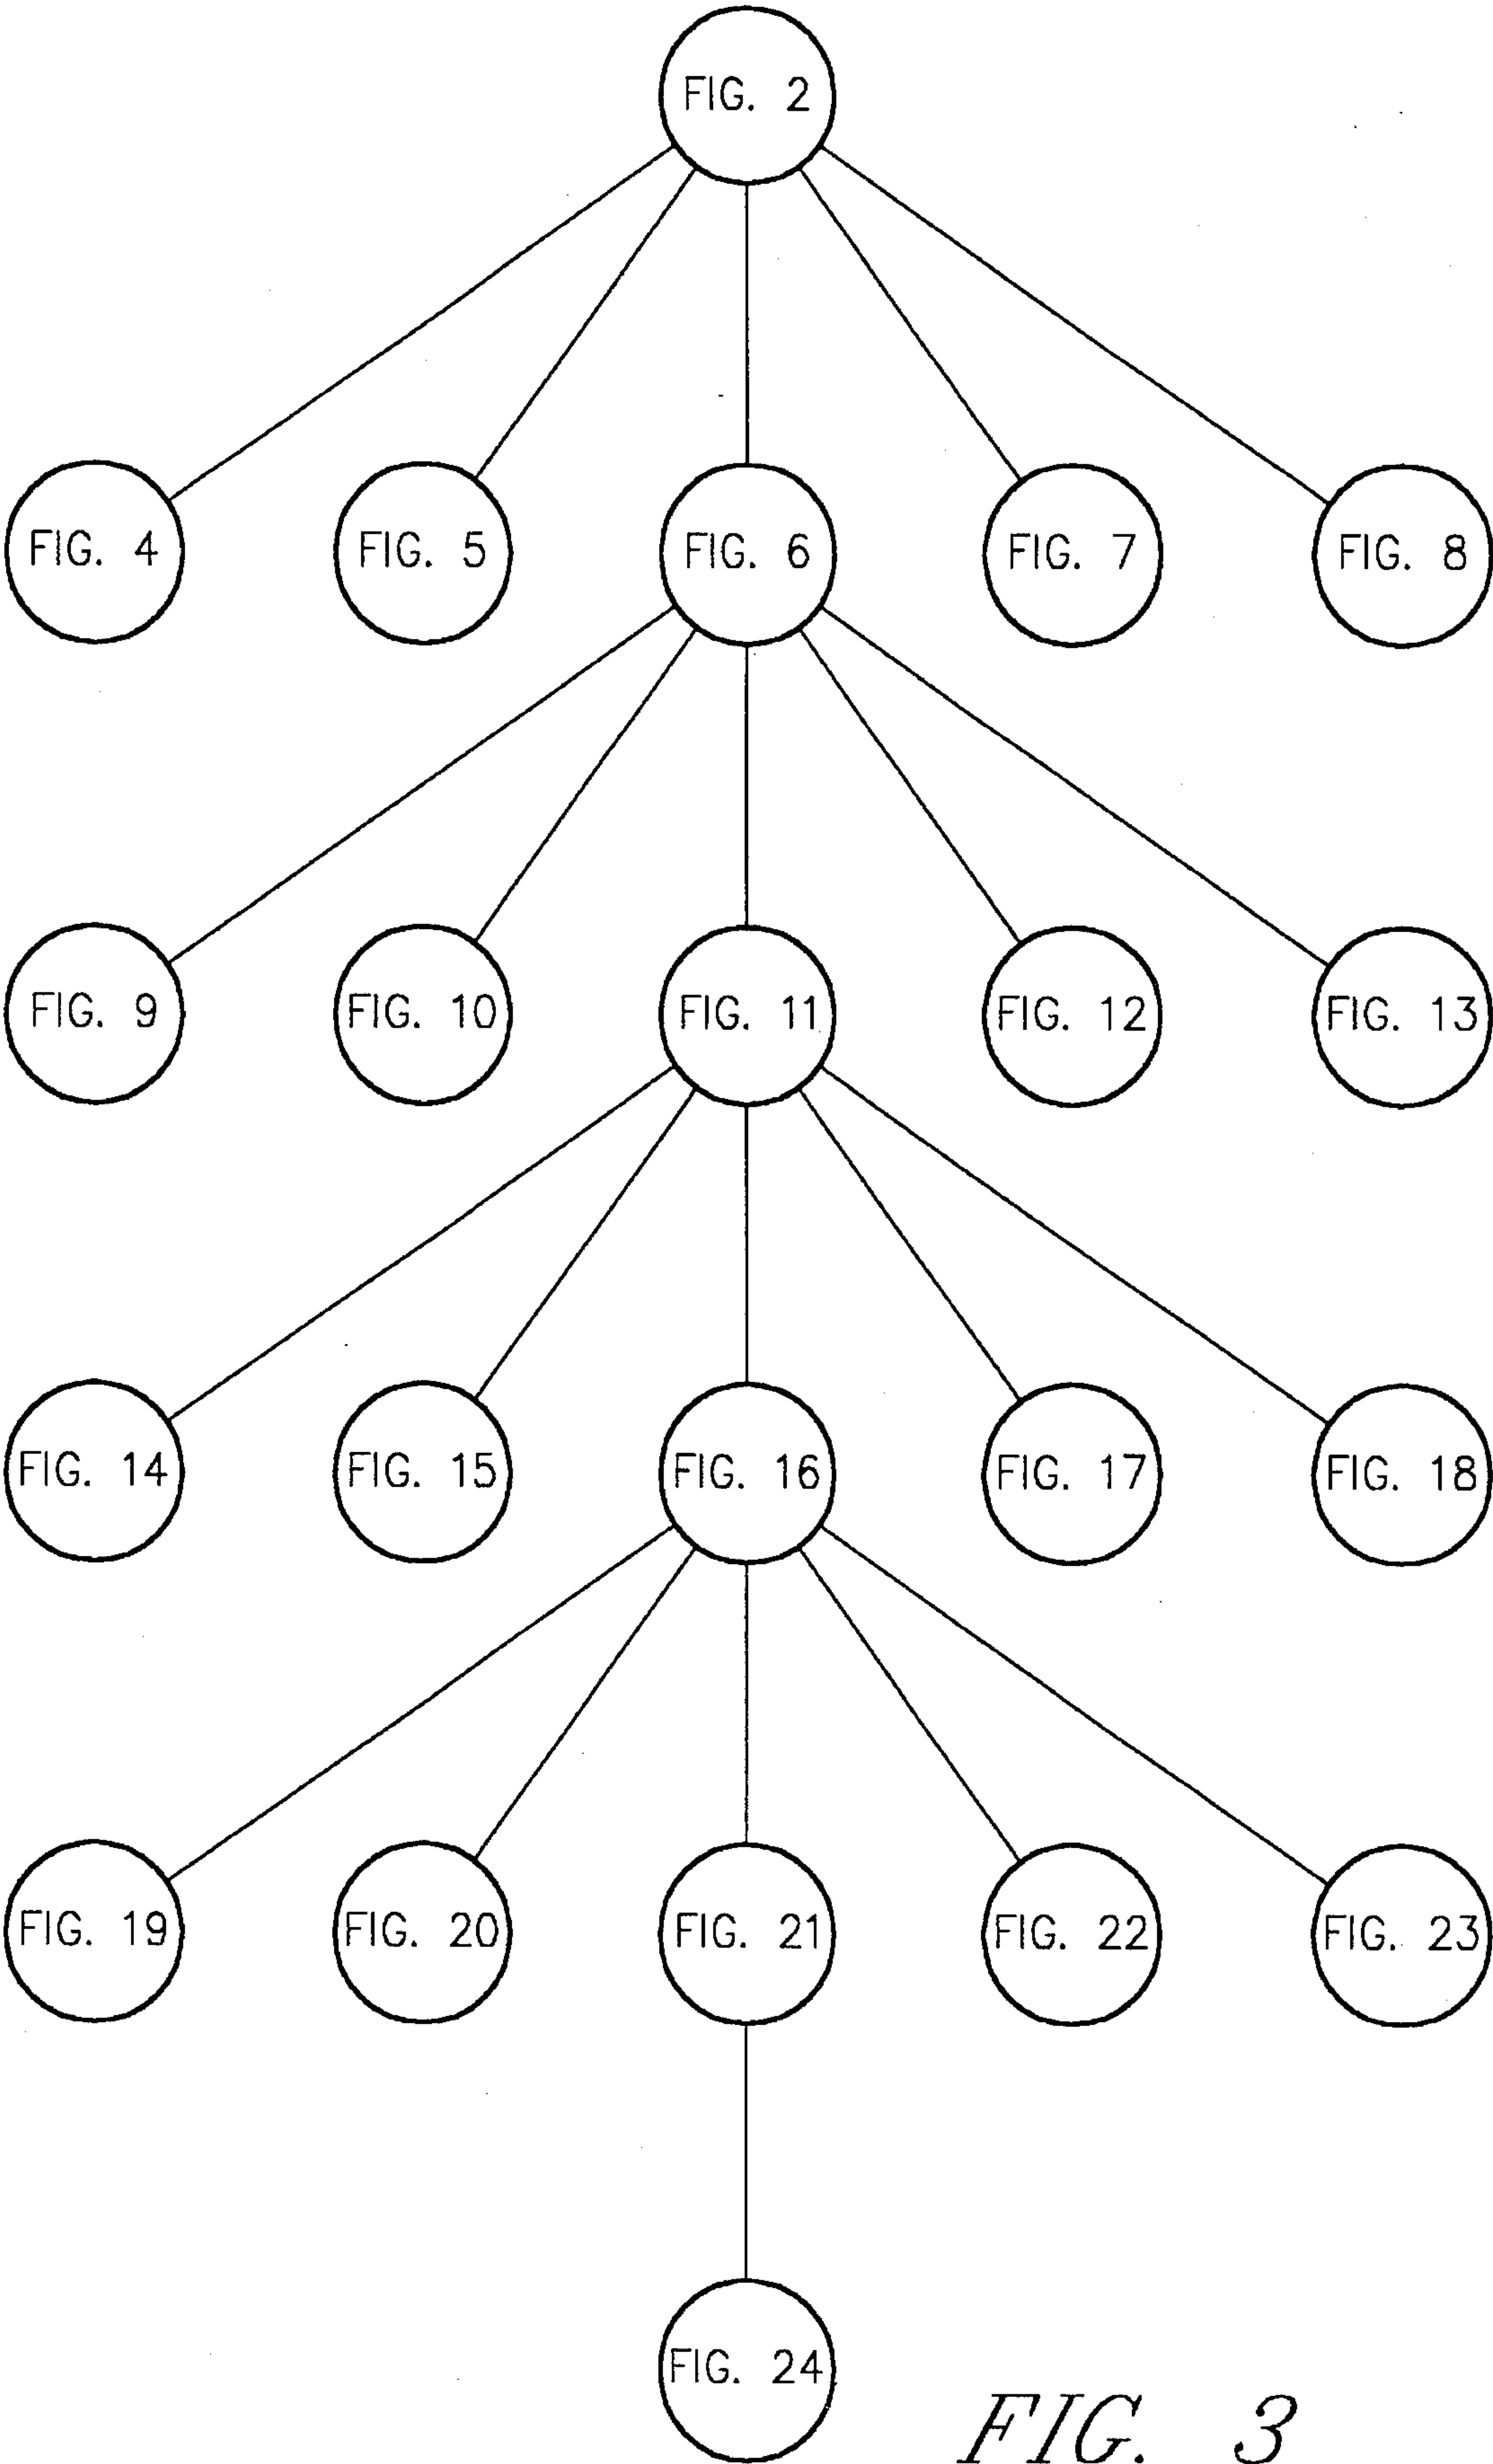 FIG. 2
FIG. 4
FIG. 5
FIG. 6
FIG. 7
FIG. 8
FIG. 9
FIG. 10
FIG. 11
FIG. 12
FIG. 13
FIG. 14
FIG. 15
FIG. 16
FIG. 17
FIG. 18
FIG. 19
FIG. 20
FIG. 21
FIG. 22
FIG. 23
FIG. 24
FIG. 3